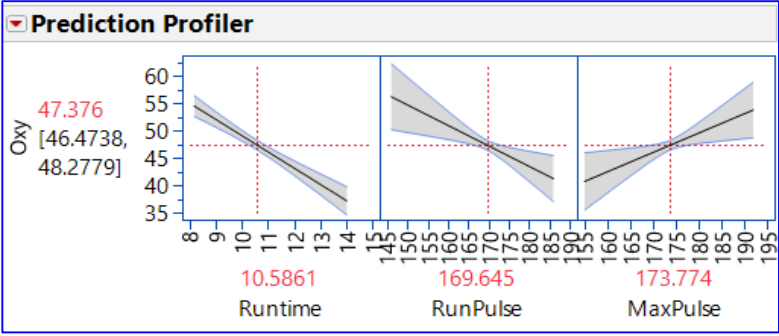 Prediction Profiler
Oxy
47.376
[46.4738,
48.2779]
60
55
50
45
40
35
8 9 10 11 12 13 14 15
145 150 155 160 165 170 175 180 185 190
155 160 165 170 175 180 185 190 195
10.5861 169.645 173.774
Runtime RunPulse MaxPulse